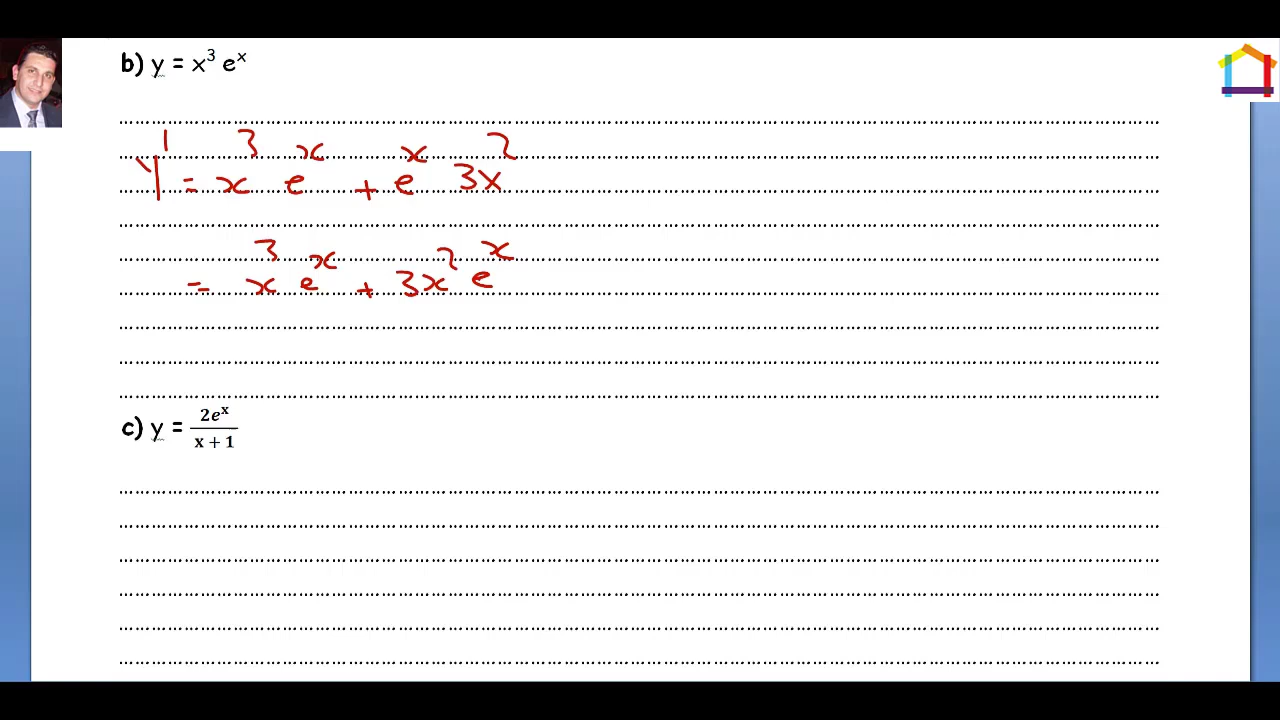 b) y = x³ eˣ
y' = x³ eˣ + eˣ 3x²
= x³ eˣ + 3x² eˣ
c) y = 2eˣ / x + 1